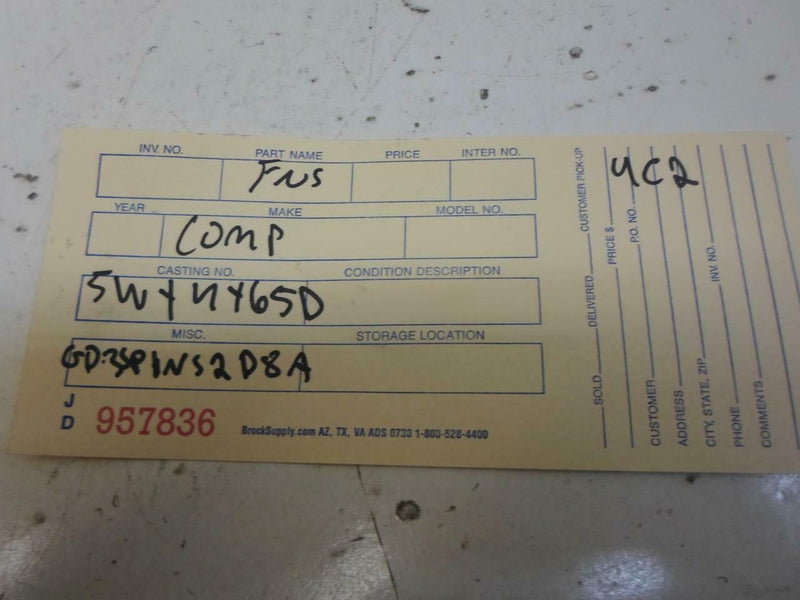 INV. NO. PART NAME PRICE INTER NO.
FNS
YEAR MAKE MODEL NO.
COMP
CASTING NO. CONDITION DESCRIPTION
5WY4Y65D
MISC. STORAGE LOCATION
GD:3SPINS2D8A
J
D
957836
BrockSupply.com AZ, TX, VA ADS 0733 1-800-528-4400
4C2
SOLD DELIVERED CUSTOMER PICK-UP
PRICE $
P.O. NO.
CUSTOMER
ADDRESS
CITY, STATE, ZIP INV. NO.
PHONE
COMMENTS